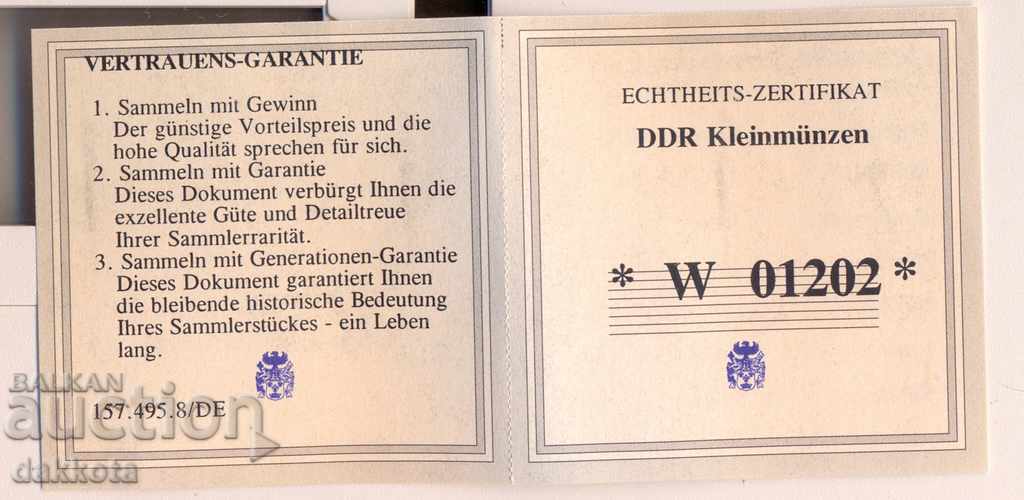 VERTRAUENS-GARANTIE
1. Sammeln mit Gewinn
Der günstige Vorteilspreis und die
hohe Qualität sprechen für sich.
2. Sammeln mit Garantie
Dieses Dokument verbürgt Ihnen die
exzellente Güte und Detailtreue
Ihrer Sammlerrarität.
3. Sammeln mit Generationen-Garantie
Dieses Dokument garantiert Ihnen
die bleibende historische Bedeutung
Ihres Sammlerstückes - ein Leben
lang.
157.495.8/DE
ECHTHEITS-ZERTIFIKAT
DDR Kleinmünzen
* W 01202 *
BALKAN
auction
dakkota